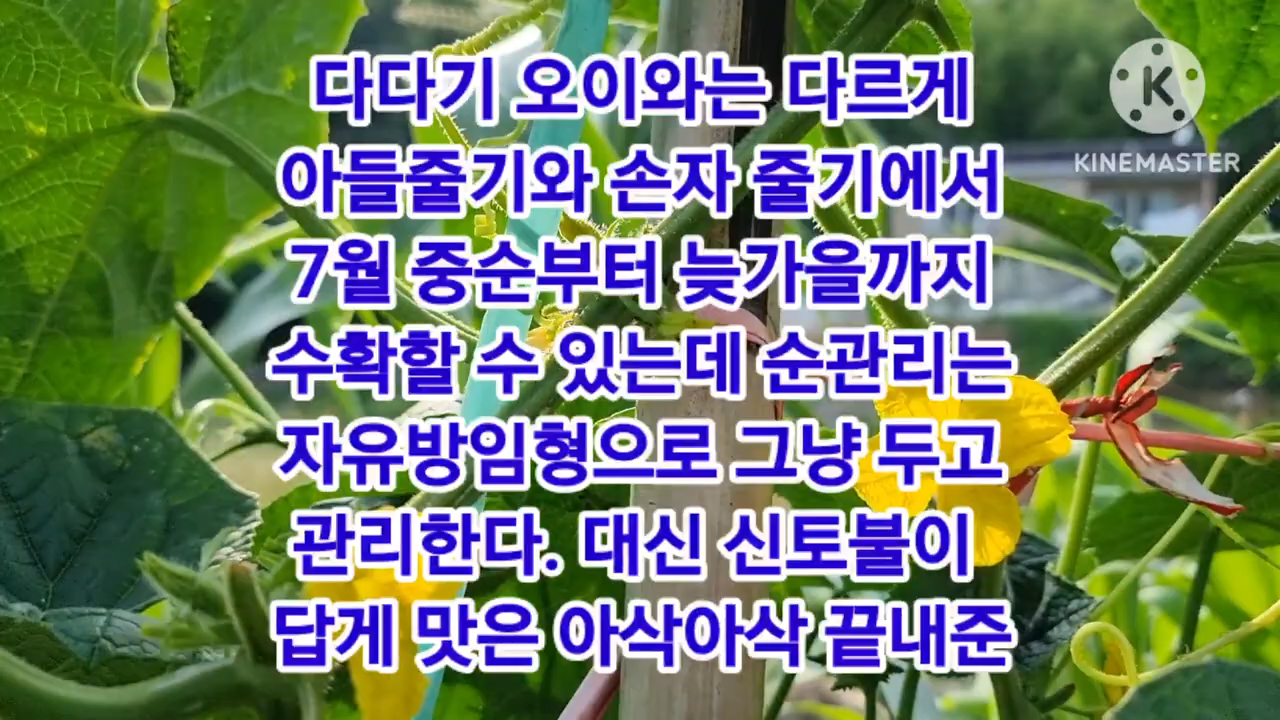 다다기 오이와는 다르게
아들줄기와 손자 줄기에서
7월 중순부터 늦가을까지
수확할 수 있는데 순관리는
자유방임형으로 그냥 두고
관리한다. 대신 신토불이
답게 맛은 아삭아삭 끝내준
K
KINEMASTER